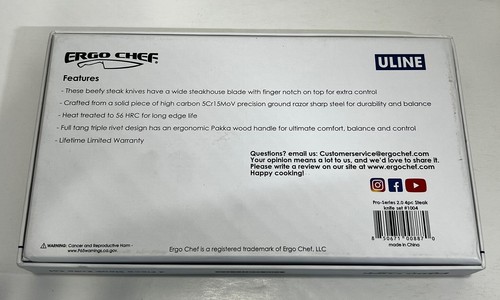 ERGO CHEF
ULINE
Features
- These beefy steak knives have a wide steakhouse blade with finger notch on top for extra control
- Crafted from a solid piece of high carbon 5Cr15MoV precision ground razor sharp steel for durability and balance
- Heat treated to 56 HRC for long edge life
- Full tang triple rivet design has an ergonomic Pakka wood handle for ultimate comfort, balance and control
- Lifetime Limited Warranty
Questions? email us: Customerservice@ergochef.com
Your opinion means a lot to us, and we'd love to share it.
Please write a review on our site at www.ergochef.com
Happy cooking!
Pro-Series 2.0 4pc. Steak
knife set #1004
8 50671 00887 0
Made in China
WARNING: Cancer and Reproductive Harm -
www.P65warnings.ca.gov.
Ergo Chef is a registered trademark of Ergo Chef, LLC